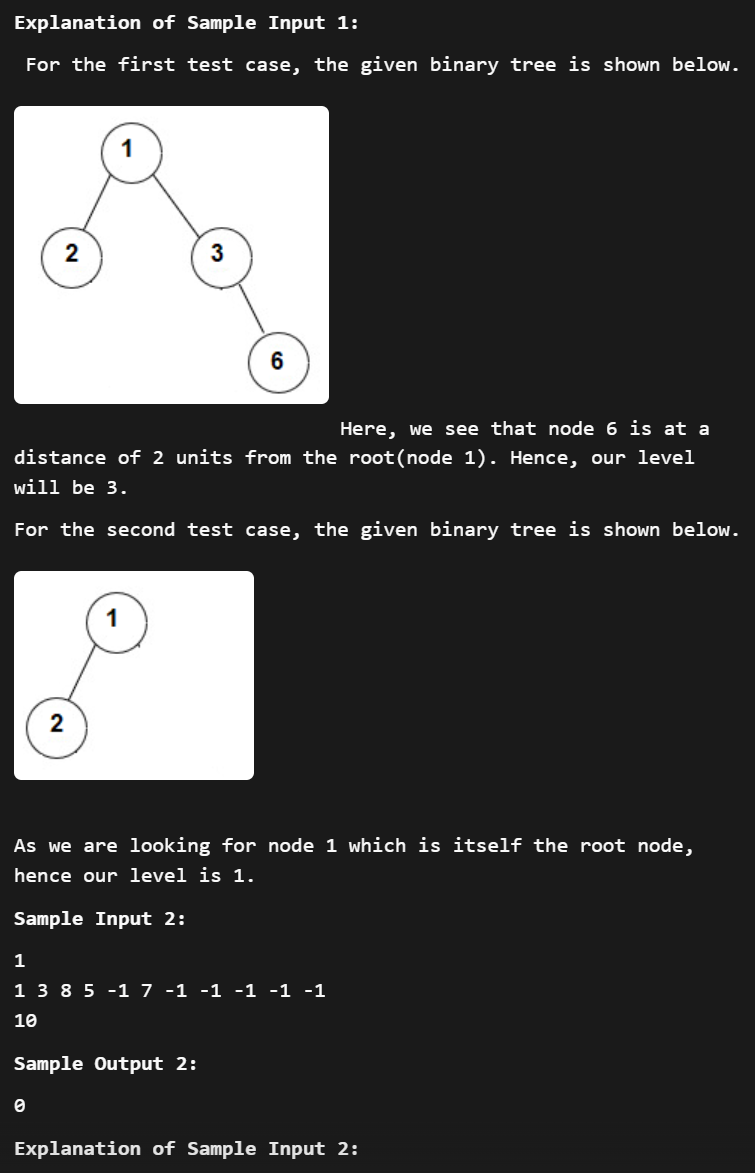 Explanation of Sample Input 1:
For the first test case, the given binary tree is shown below.
1
2
3
6
Here, we see that node 6 is at a
distance of 2 units from the root(node 1). Hence, our level
will be 3.
For the second test case, the given binary tree is shown below.
1
2
As we are looking for node 1 which is itself the root node,
hence our level is 1.
Sample Input 2:
1
1 3 8 5 -1 7 -1 -1 -1 -1 -1
10
Sample Output 2:
0
Explanation of Sample Input 2: